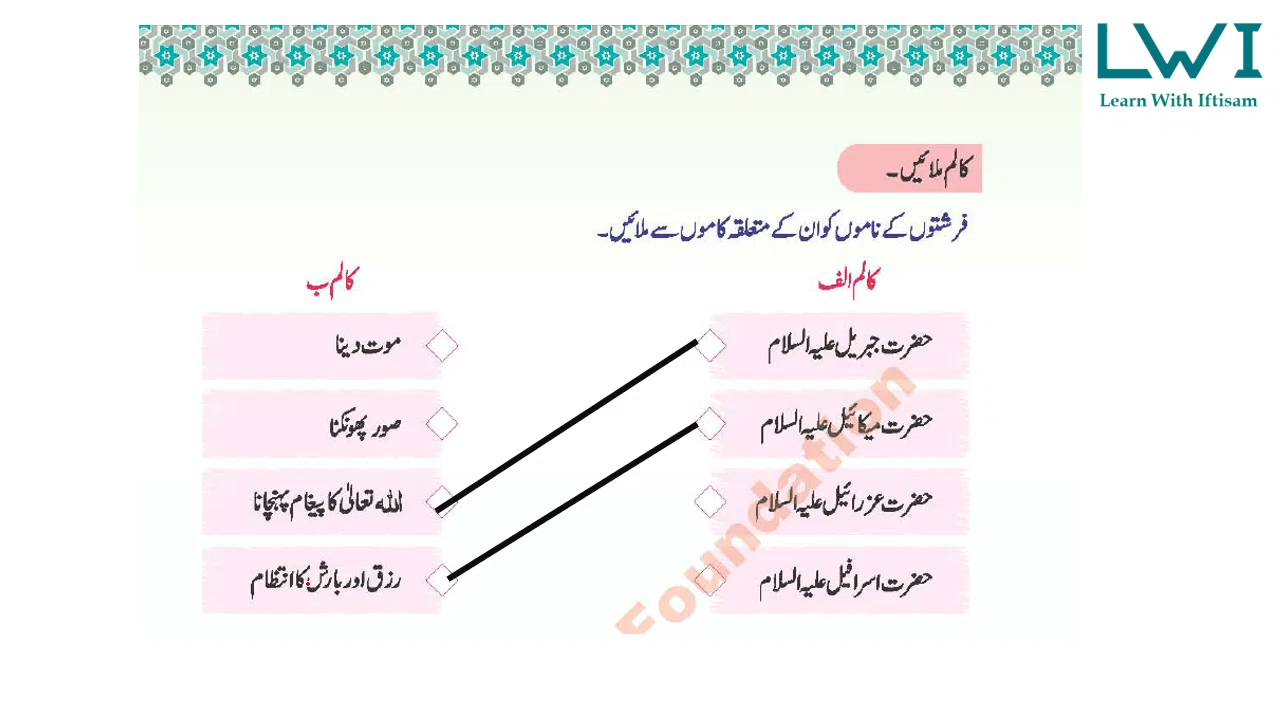 LWI
Learn With Iftisam
کالم ملائیں۔
فرشتوں کے ناموں کو ان کے متعلقہ کاموں سے ملائیں۔
کالم الف
کالم ب
حضرت جبریل علیہ السلام
موت دینا
حضرت میکائیل علیہ السلام
صور پھونکنا
حضرت عزرائیل علیہ السلام
اللہ تعالیٰ کا پیغام پہنچانا
حضرت اسرافیل علیہ السلام
رزق اور بارش کا انتظام
Foundation